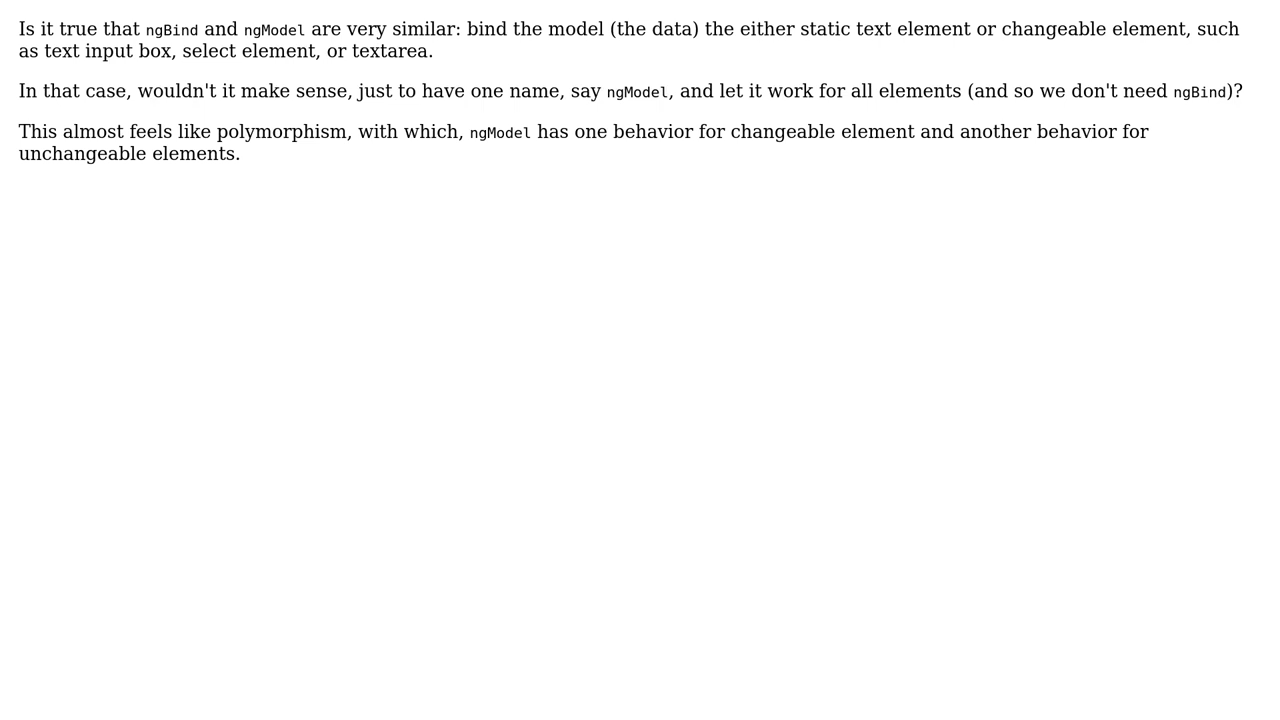 Is it true that ngBind and ngModel are very similar: bind the model (the data) the either static text element or changeable element, such
as text input box, select element, or textarea.
In that case, wouldn't it make sense, just to have one name, say ngModel, and let it work for all elements (and so we don't need ngBind)?
This almost feels like polymorphism, with which, ngModel has one behavior for changeable element and another behavior for
unchangeable elements.